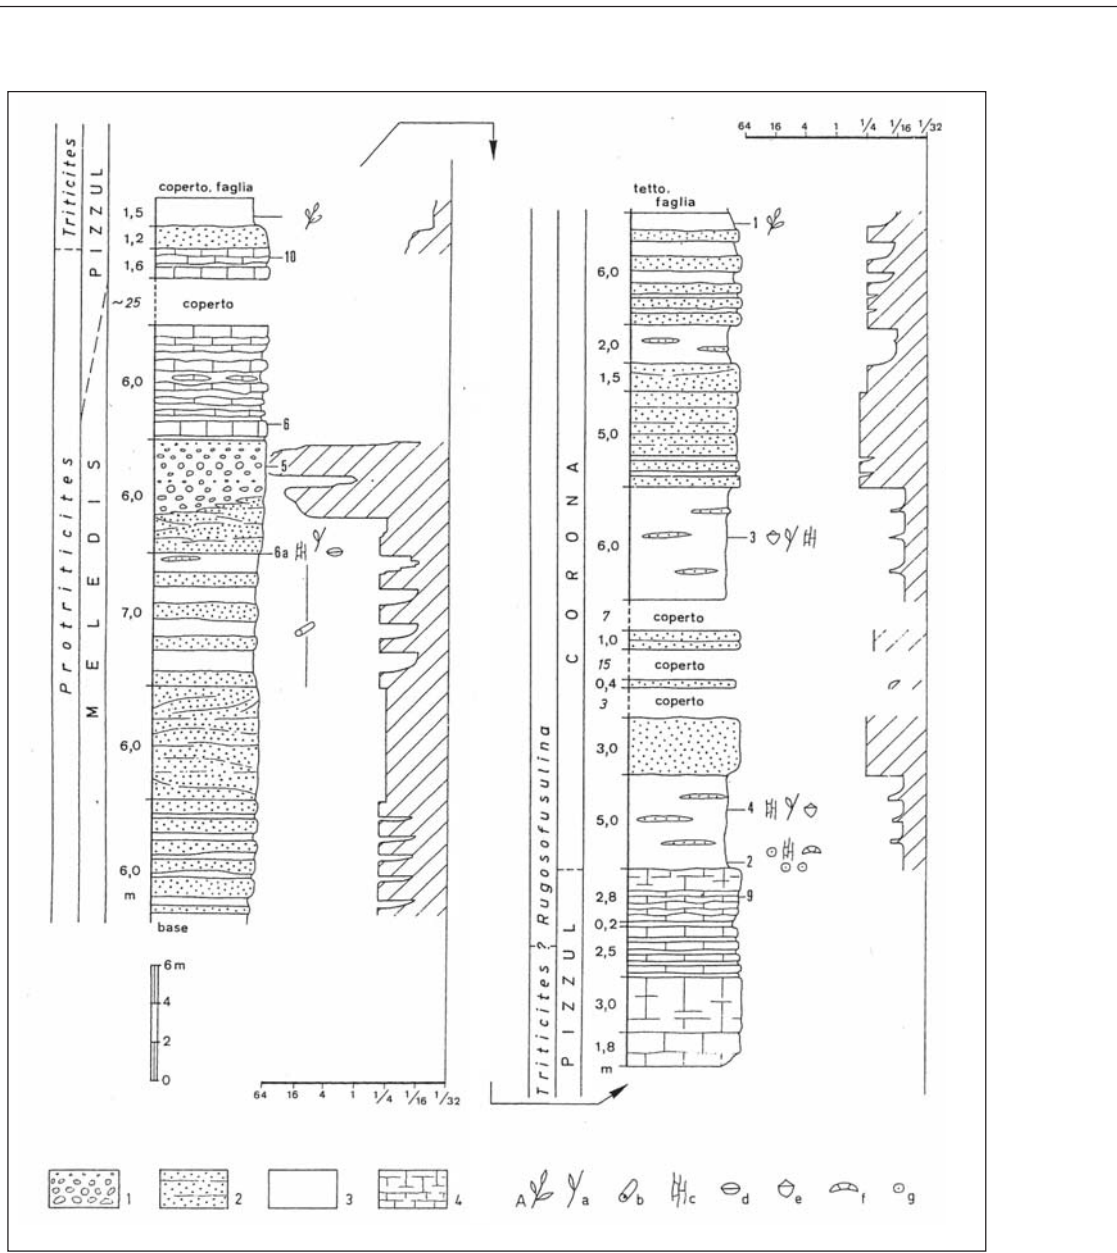 Triticites
PIZZUL
Protriticites
MELEDIS
coperto, faglia
1,5
1,2
10
1,6
~25
coperto
6,0
6
5
6,0
6a
7,0
6,0
6,0
m
base
6 m
4
2
0
64 16 4 1 1/4 1/16 1/32
64 16 4 1 1/4 1/16 1/32
tetto,
faglia
1
6,0
2,0
1,5
5,0
3
6,0
7 coperto
1,0
15 coperto
0,4
3 coperto
3,0
4
5,0
2
2,8
9
0,2
2,5
3,0
1,8
m
CORONA
PIZZUL
Triticites ? Rugosofusulina
1 2 3 4 A a b c d e f g